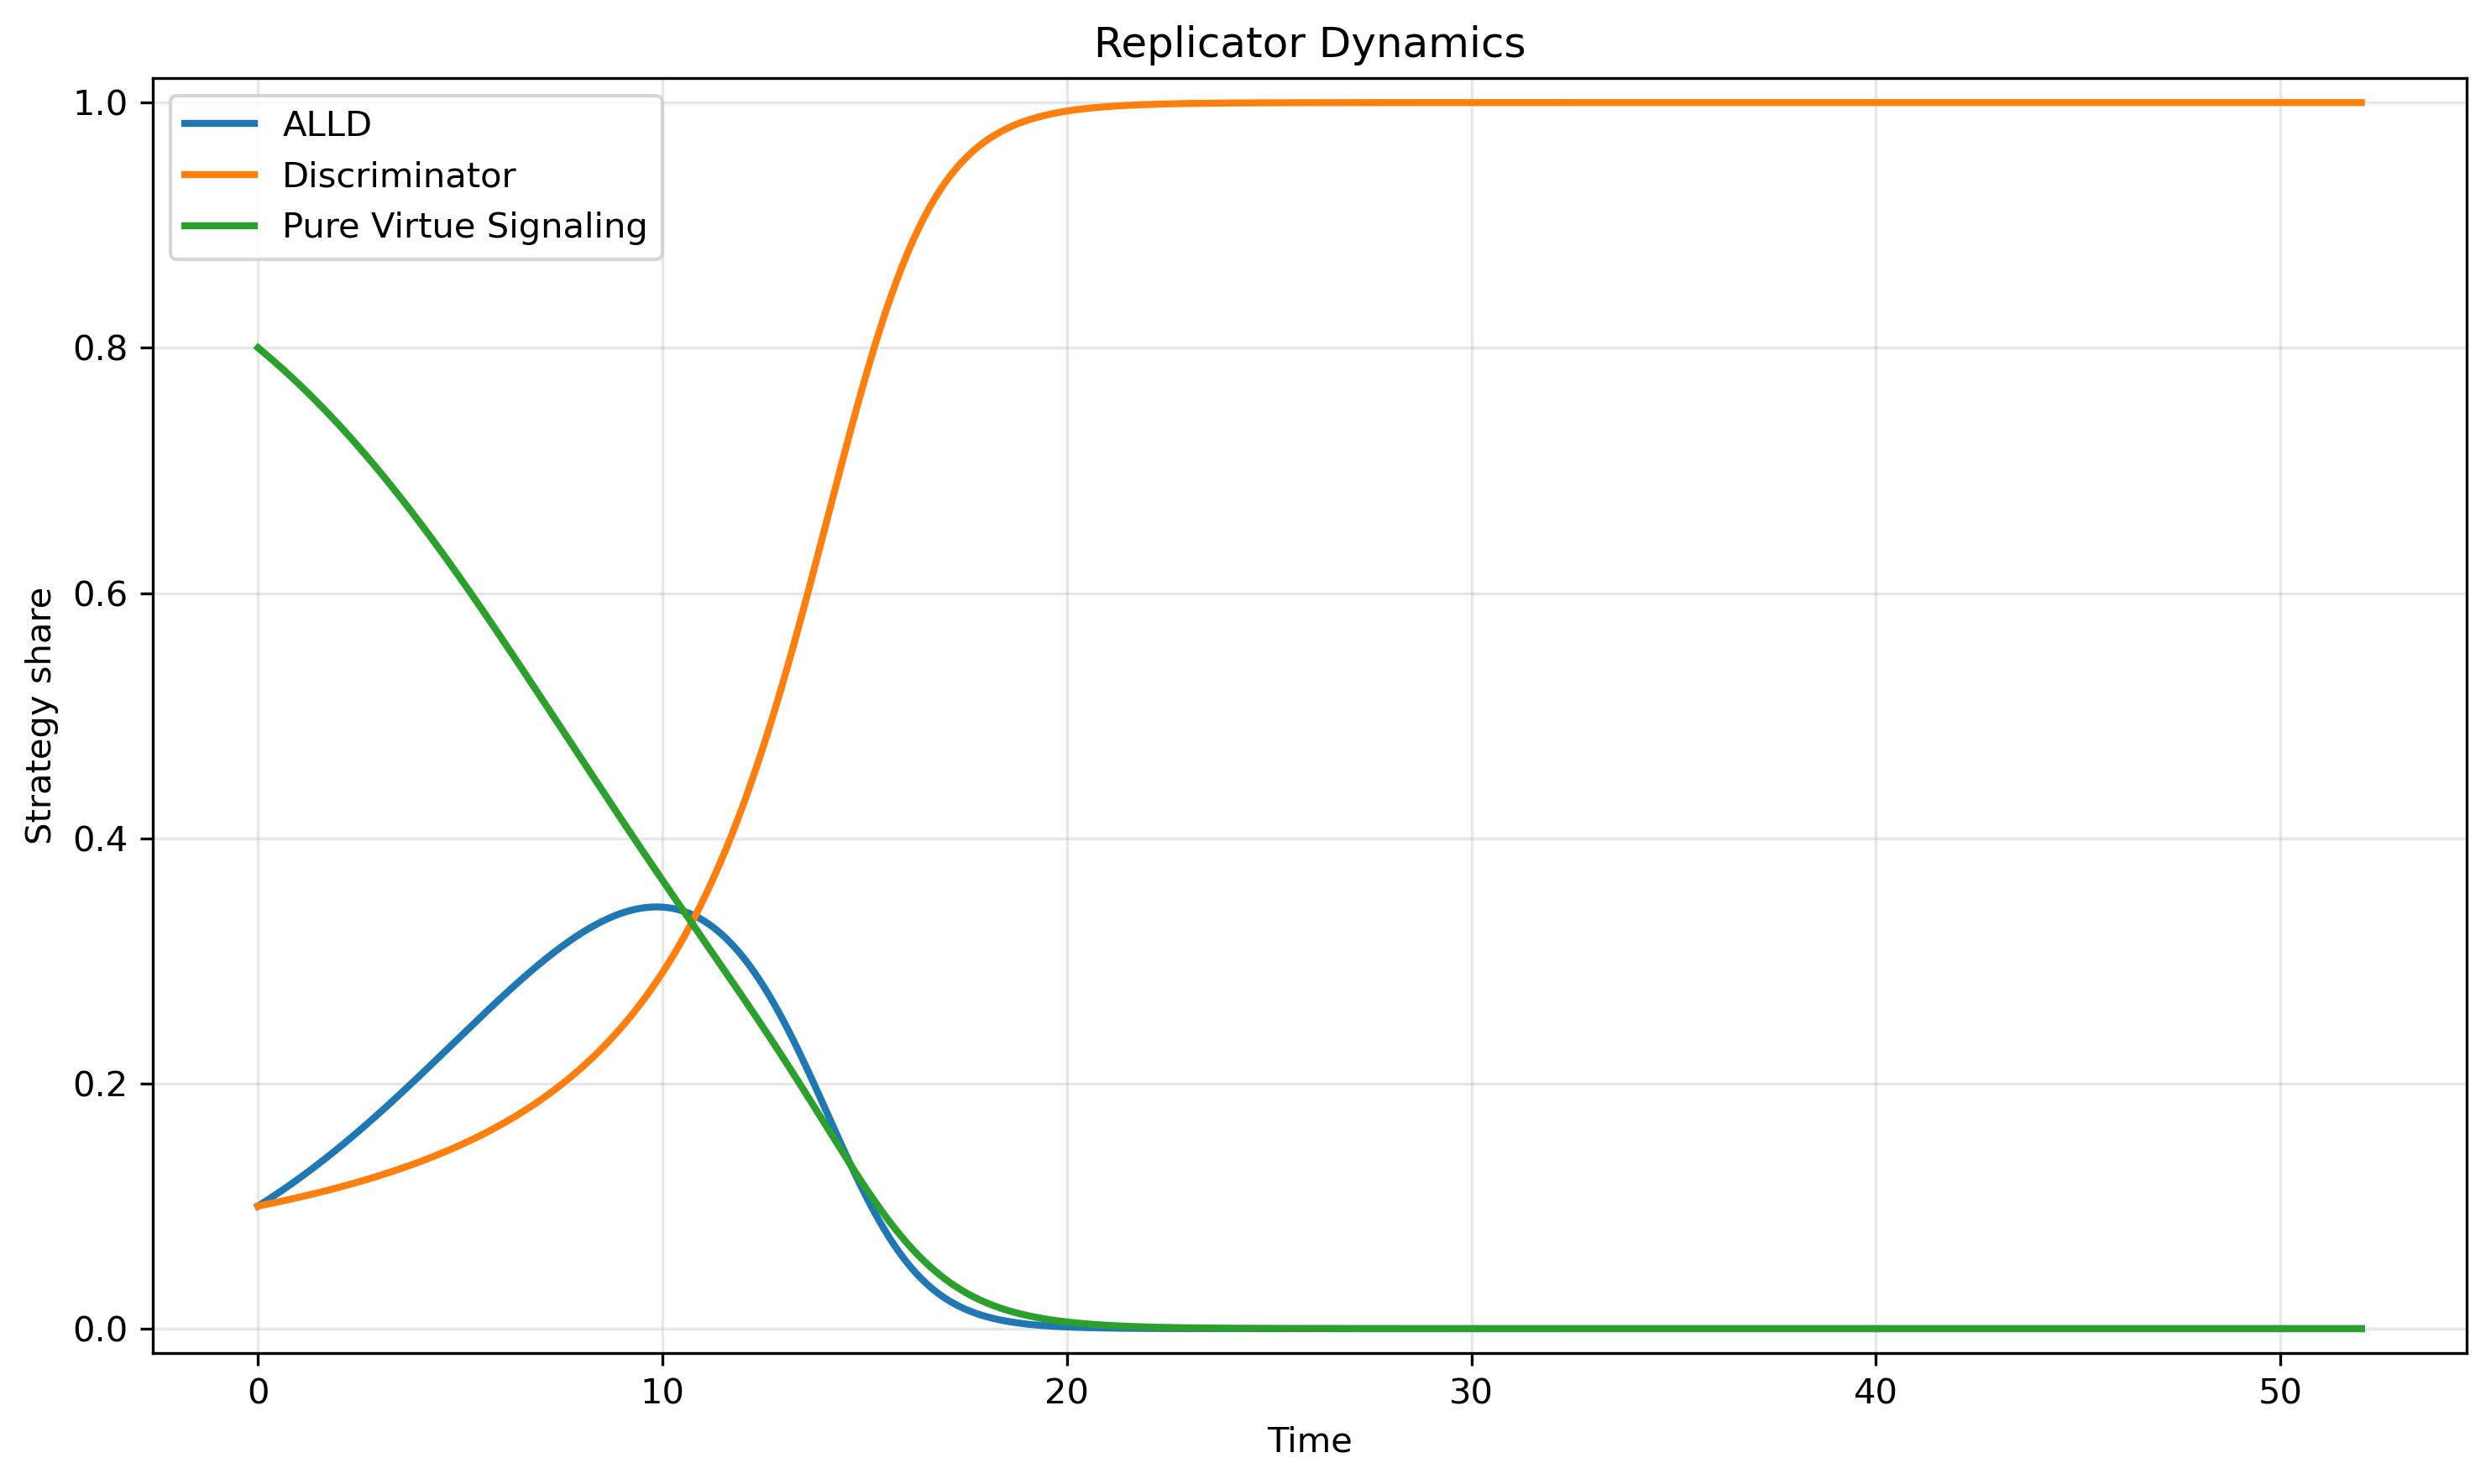 Replicator Dynamics
ALLD
Discriminator
Pure Virtue Signaling
Strategy share
1.0
0.8
0.6
0.4
0.2
0.0
0 10 20 30 40 50
Time